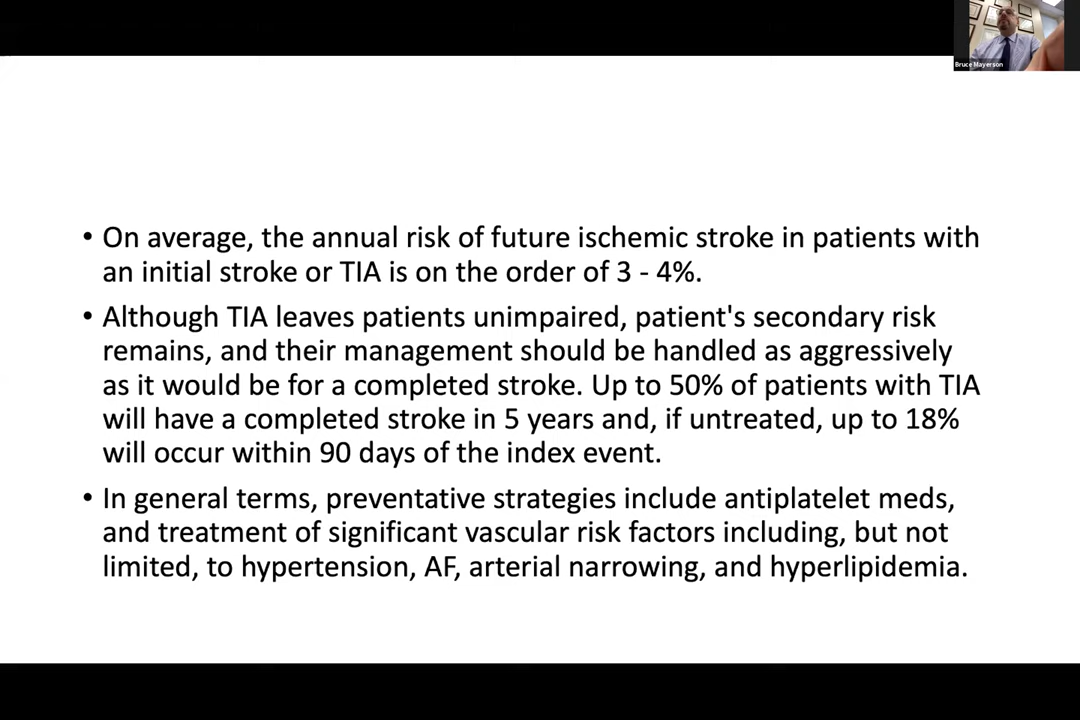 Bruce Mayerson
• On average, the annual risk of future ischemic stroke in patients with
an initial stroke or TIA is on the order of 3 - 4%.
• Although TIA leaves patients unimpaired, patient's secondary risk
remains, and their management should be handled as aggressively
as it would be for a completed stroke. Up to 50% of patients with TIA
will have a completed stroke in 5 years and, if untreated, up to 18%
will occur within 90 days of the index event.
• In general terms, preventative strategies include antiplatelet meds,
and treatment of significant vascular risk factors including, but not
limited, to hypertension, AF, arterial narrowing, and hyperlipidemia.